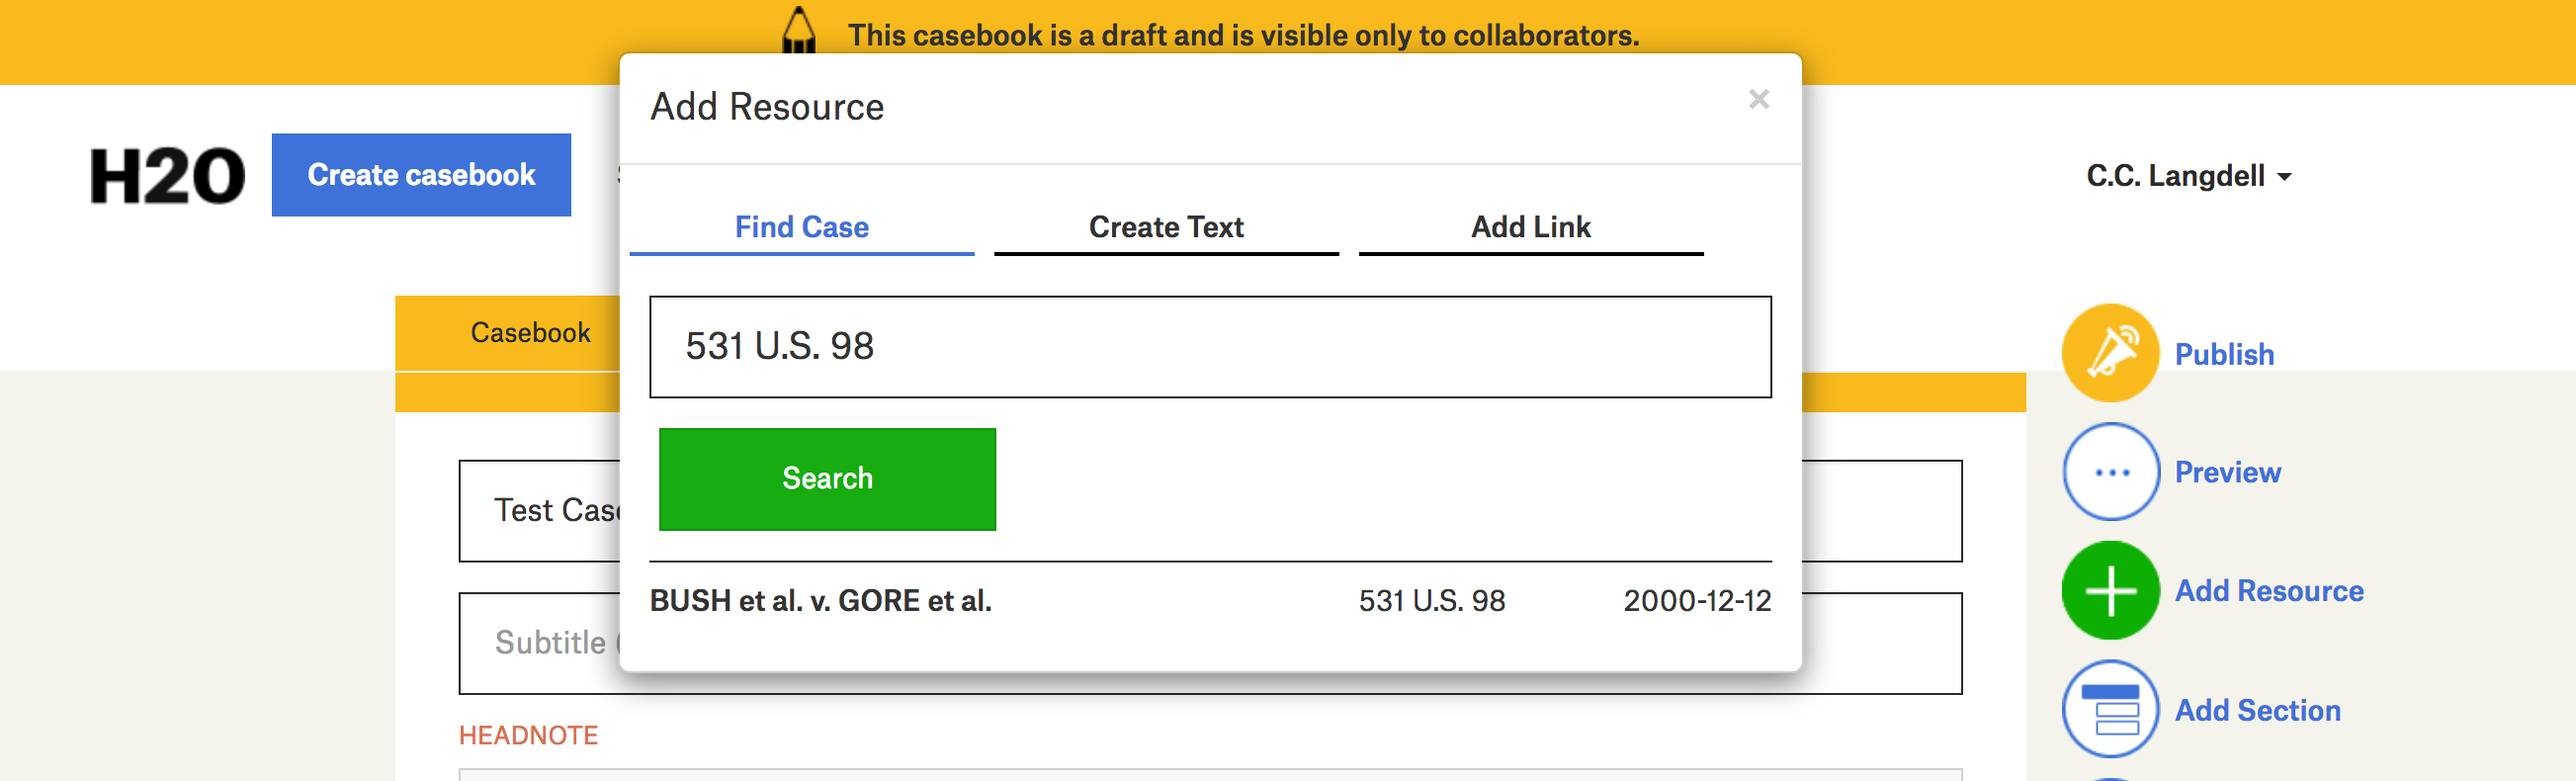 This casebook is a draft and is visible only to collaborators.
Add Resource
×
H2O
Create casebook
C.C. Langdell
Find Case
Create Text
Add Link
531 U.S. 98
Casebook
Publish
Search
Preview
Test Cas
BUSH et al. v. GORE et al. 531 U.S. 98 2000-12-12
Add Resource
Subtitle
Add Section
HEADNOTE